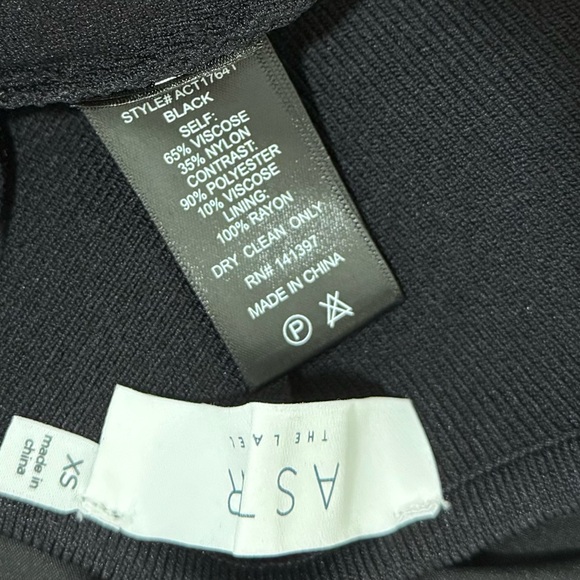 STYLE# ACT17641
BLACK
SELF:
65% VISCOSE
35% NYLON
CONTRAST:
90% POLYESTER
10% VISCOSE
LINING:
100% RAYON
DRY CLEAN ONLY
RN# 141397
MADE IN CHINA
P
ASTR
THE LABEL
XS
made in
china